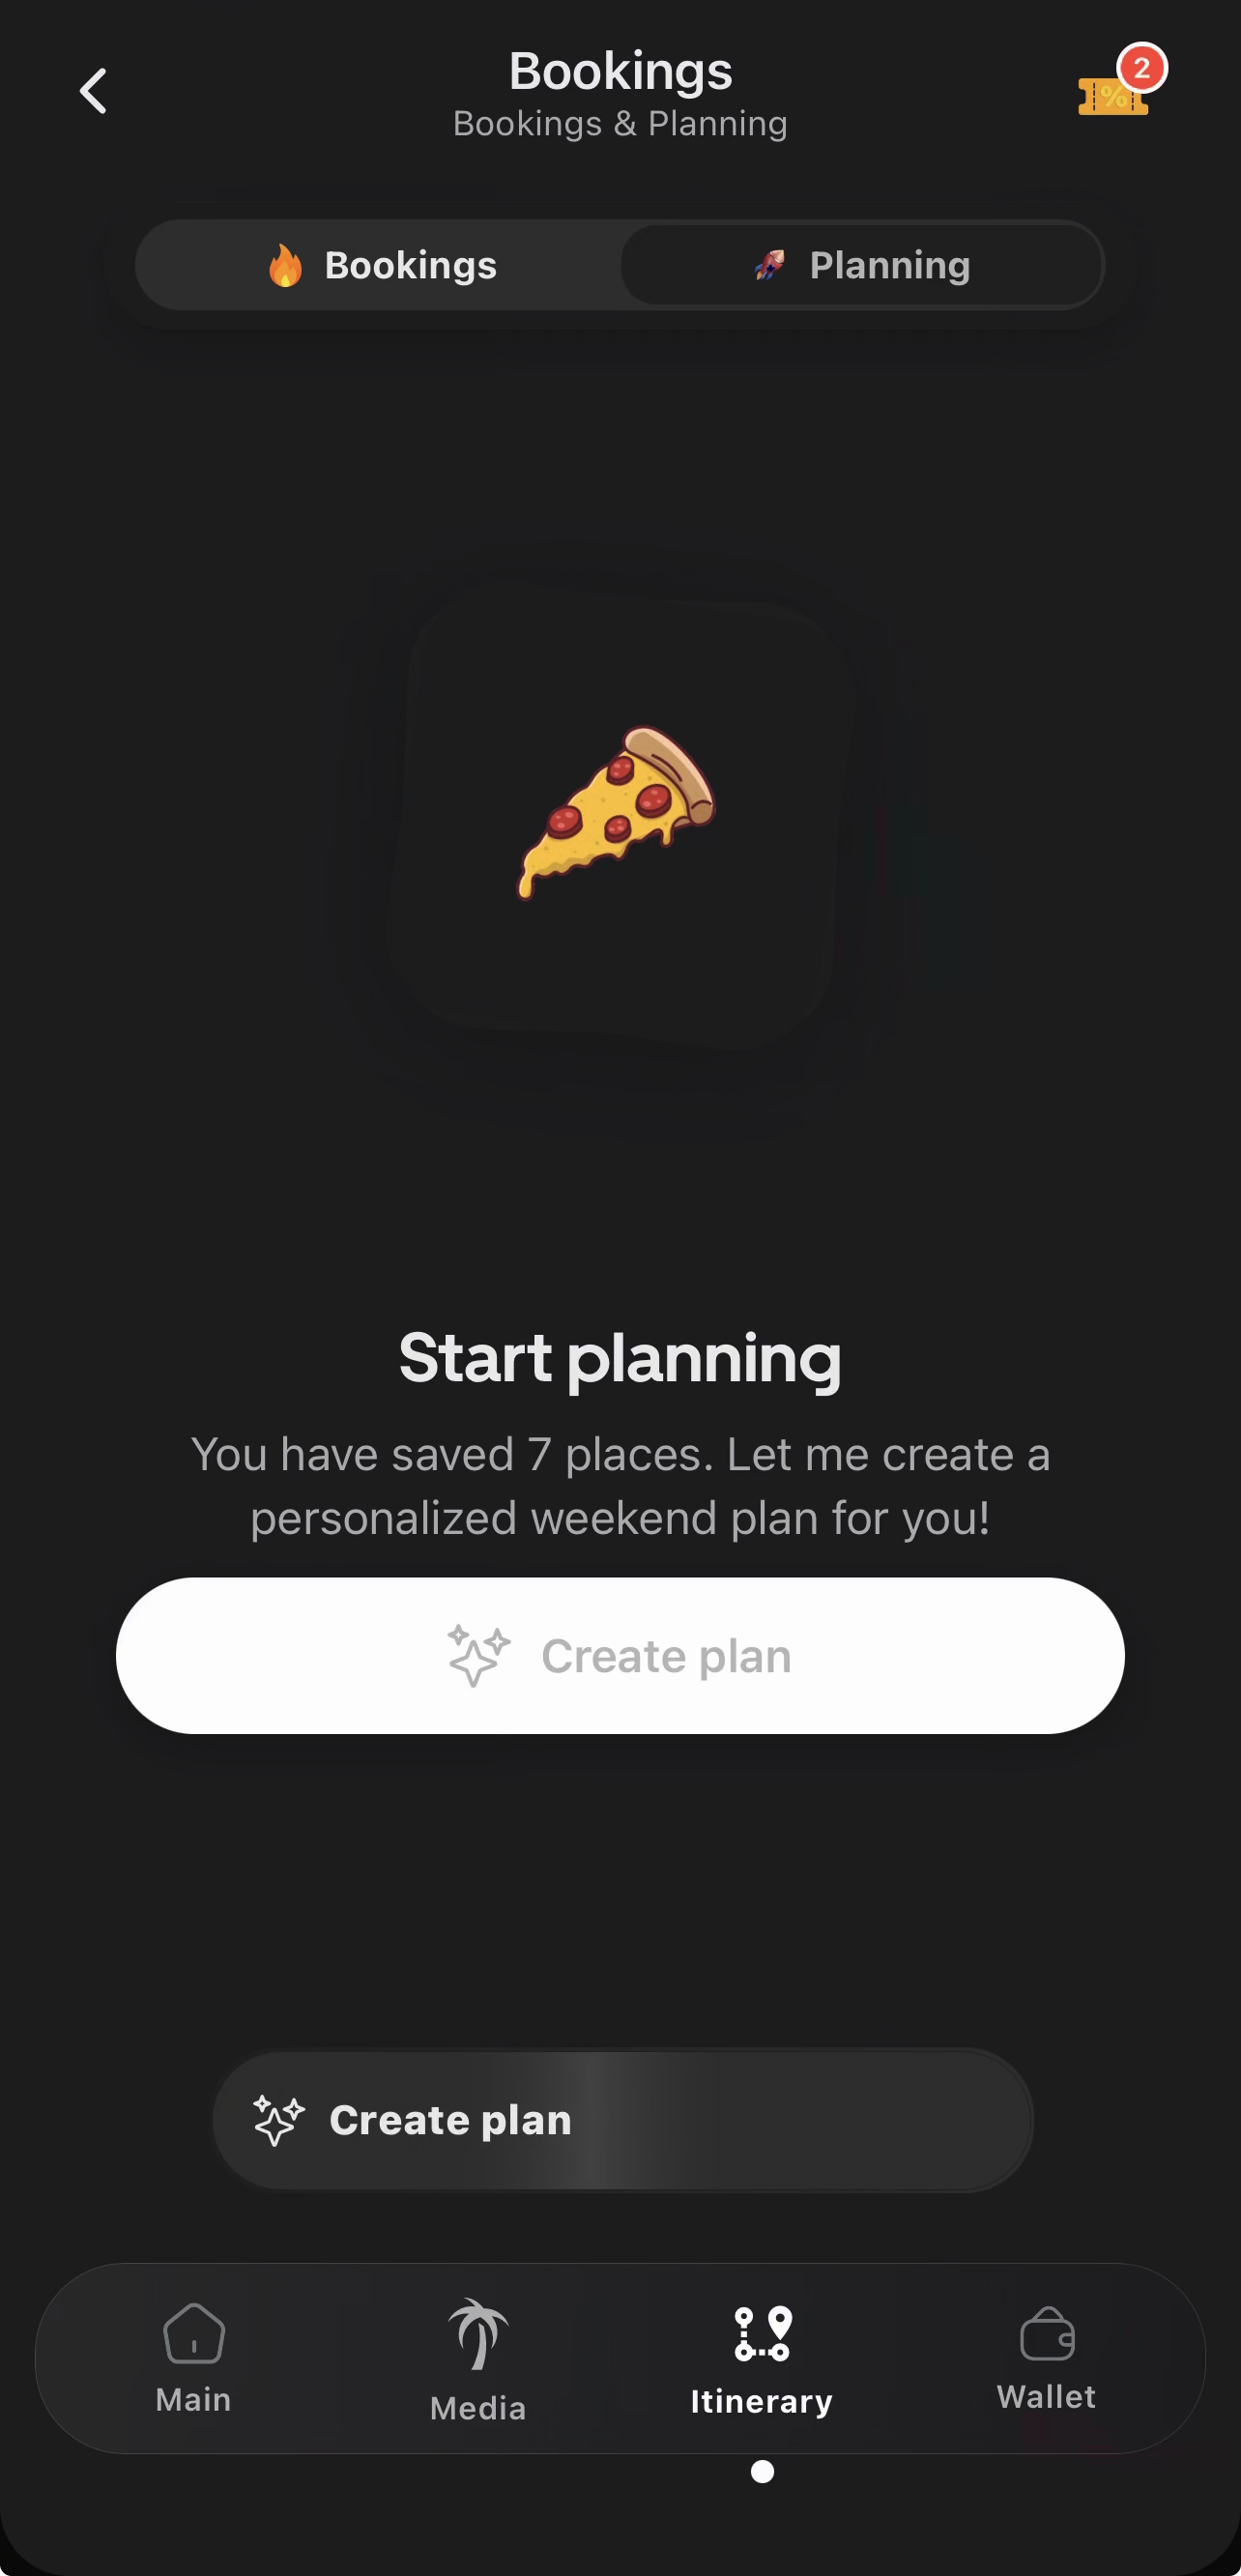 Bookings
Bookings & Planning
2
%
Bookings
Planning
Start planning
You have saved 7 places. Let me create a
personalized weekend plan for you!
Create plan
Create plan
Main
Media
Itinerary
Wallet